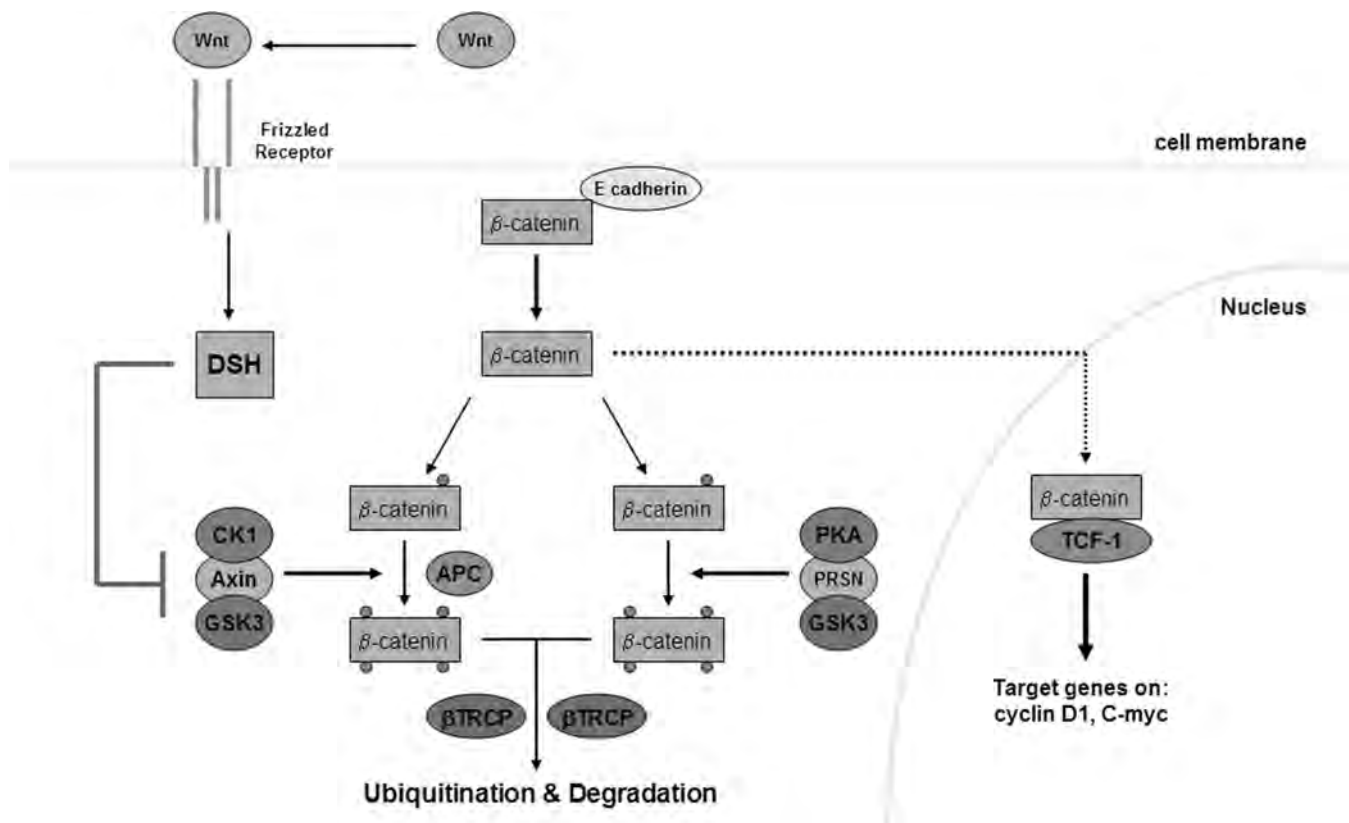 Wnt
Wnt
Frizzled
Receptor
cell membrane
E cadherin
β-catenin
Nucleus
DSH
β-catenin
β-catenin
β-catenin
β-catenin
TCF-1
CK1
Axin
GSK3
APC
PKA
PRSN
GSK3
β-catenin
β-catenin
βTRCP
βTRCP
Target genes on:
cyclin D1, C-myc
Ubiquitination & Degradation